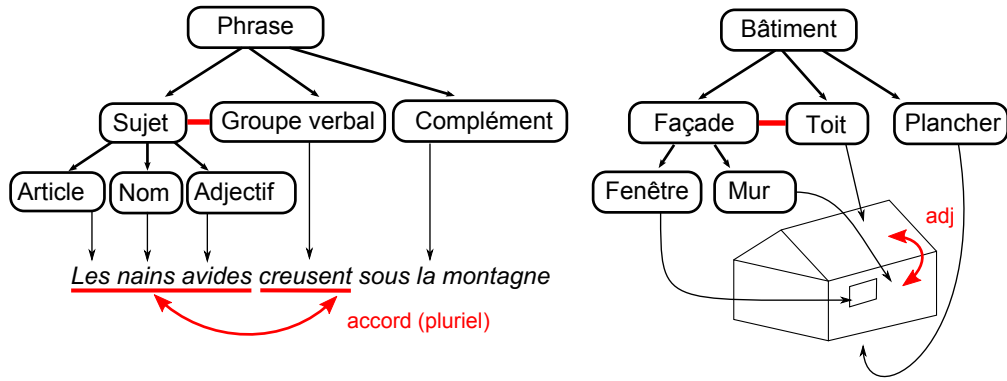 Phrase
Sujet
Groupe verbal
Complément
Article
Nom
Adjectif
Les nains avides creusent sous la montagne
accord (pluriel)
Bâtiment
Façade
Toit
Plancher
Fenêtre
Mur
adj